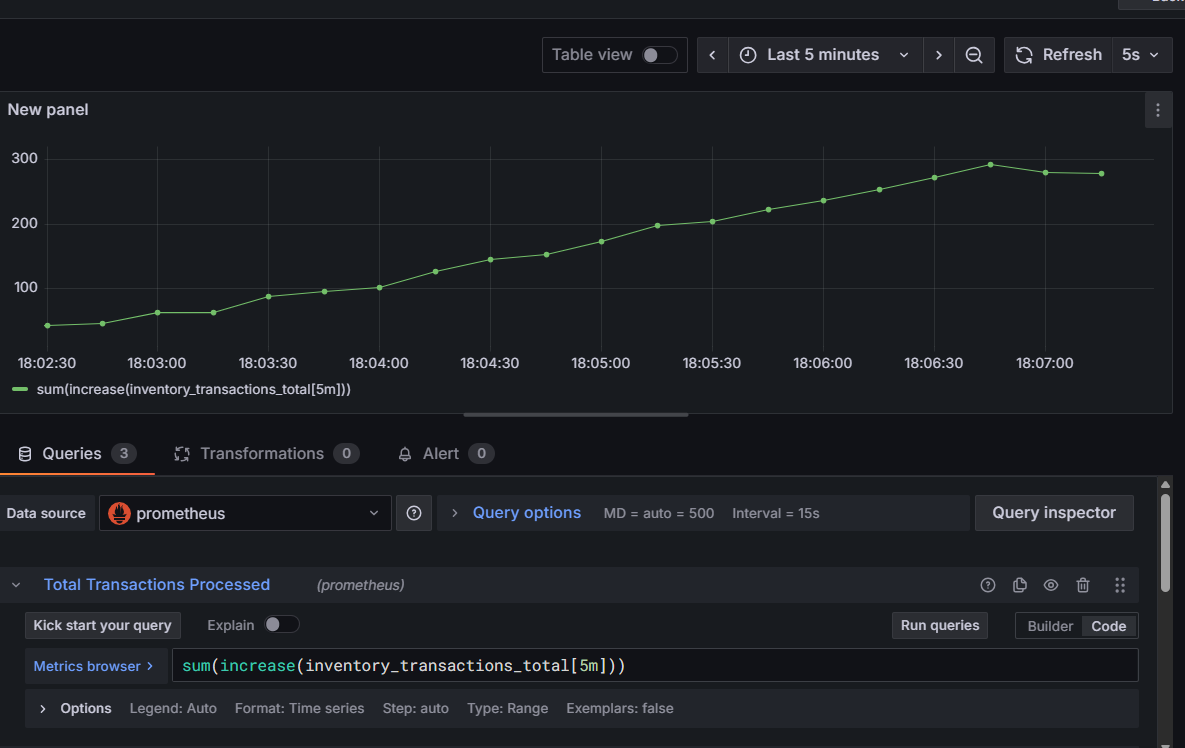 Table view
Last 5 minutes
Refresh
5s
New panel
300
200
100
18:02:30 18:03:00 18:03:30 18:04:00 18:04:30 18:05:00 18:05:30 18:06:00 18:06:30 18:07:00
sum(increase(inventory_transactions_total[5m]))
Queries 3 Transformations 0 Alert 0
Data source prometheus Query options MD = auto = 500 Interval = 15s Query inspector
Total Transactions Processed (prometheus)
Kick start your query Explain Run queries Builder Code
Metrics browser > sum(increase(inventory_transactions_total[5m]))
Options Legend: Auto Format: Time series Step: auto Type: Range Exemplars: false